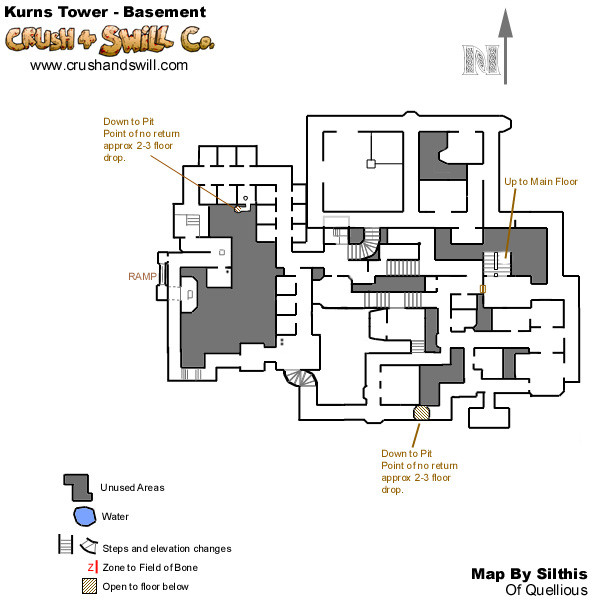 Kurns Tower - Basement
CRUSH & SWILL Co.
www.crushandswill.com
N
Down to Pit
Point of no return
approx 2-3 floor
drop.
Up to Main Floor
RAMP
Down to Pit
Point of no return
approx 2-3 floor
drop.
Unused Areas
Water
Steps and elevation changes
Z Zone to Field of Bone
Open to floor below
Map By Silthis
Of Quellious